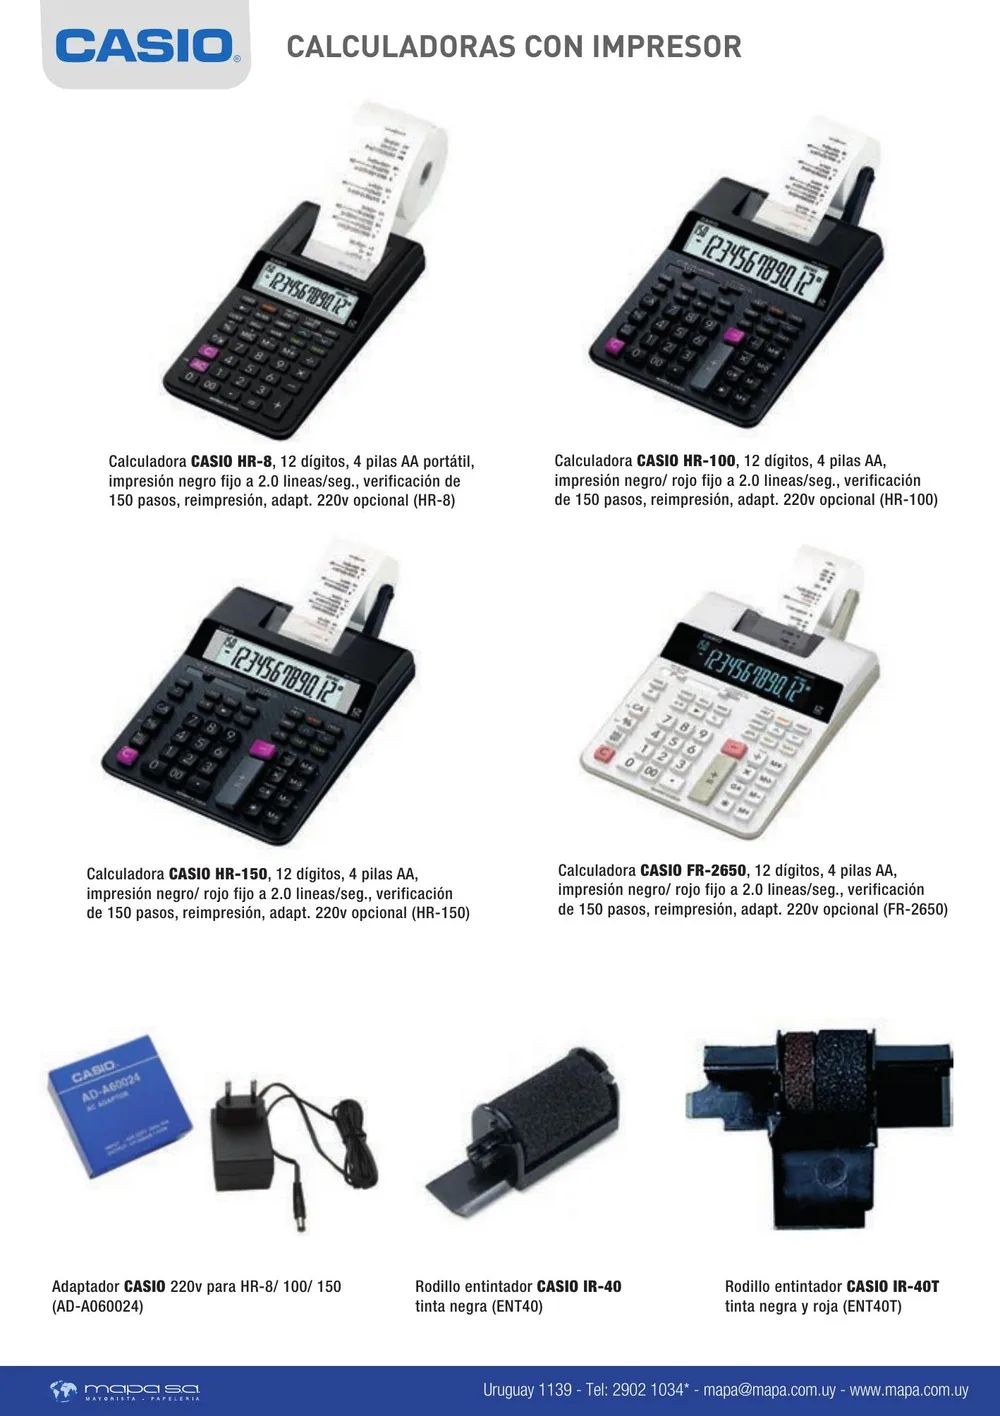 CASIO®
CALCULADORAS CON IMPRESOR
Calculadora CASIO HR-8, 12 dígitos, 4 pilas AA portátil,
impresión negro fijo a 2.0 lineas/seg., verificación de
150 pasos, reimpresión, adapt. 220v opcional (HR-8)
Calculadora CASIO HR-100, 12 dígitos, 4 pilas AA,
impresión negro/ rojo fijo a 2.0 lineas/seg., verificación
de 150 pasos, reimpresión, adapt. 220v opcional (HR-100)
Calculadora CASIO HR-150, 12 dígitos, 4 pilas AA,
impresión negro/ rojo fijo a 2.0 lineas/seg., verificación
de 150 pasos, reimpresión, adapt. 220v opcional (HR-150)
Calculadora CASIO FR-2650, 12 dígitos, 4 pilas AA,
impresión negro/ rojo fijo a 2.0 lineas/seg., verificación
de 150 pasos, reimpresión, adapt. 220v opcional (FR-2650)
CASIO
AD-A60024
AC ADAPTOR
Adaptador CASIO 220v para HR-8/ 100/ 150
(AD-A060024)
Rodillo entintador CASIO IR-40
tinta negra (ENT40)
Rodillo entintador CASIO IR-40T
tinta negra y roja (ENT40T)
mapa sa
MAYORISTA - PAPELERIA
Uruguay 1139 - Tel: 2902 1034* - mapa@mapa.com.uy - www.mapa.com.uy